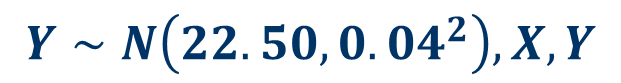 Y ~ N(22.50, 0.04²), X, Y